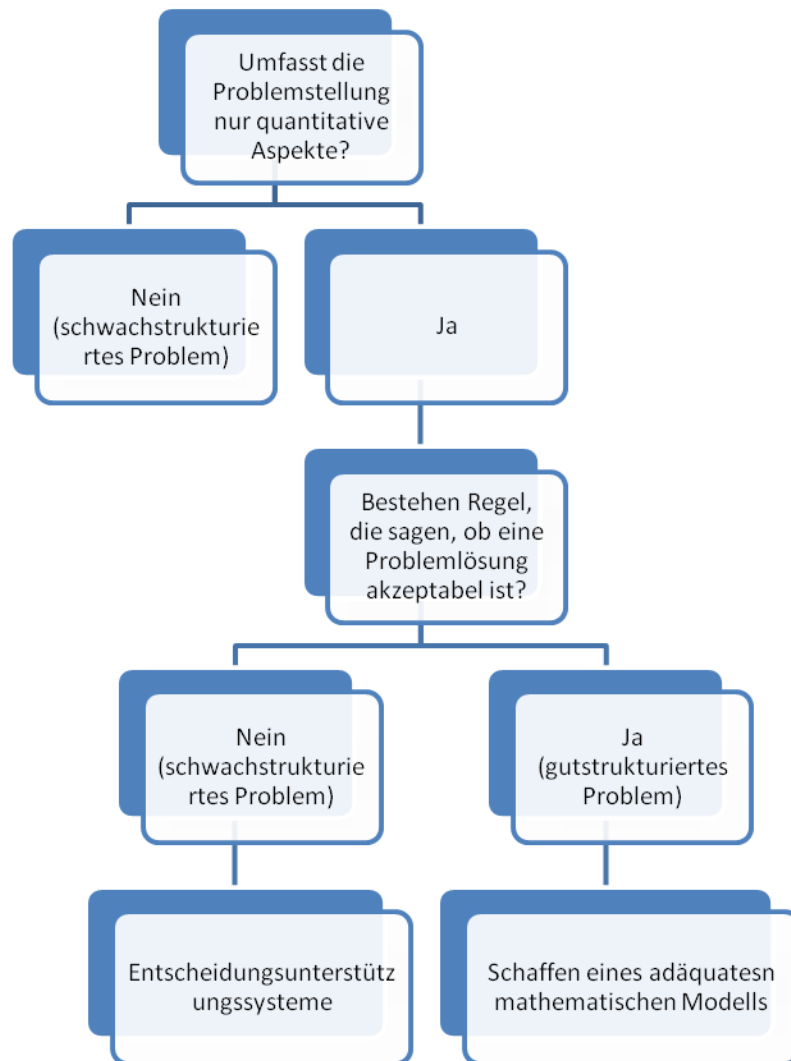 Umfasst die
Problemstellung
nur quantitative
Aspekte?
Nein
(schwachstrukturie
rtes Problem)
Ja
Bestehen Regel,
die sagen, ob eine
Problemlösung
akzeptabel ist?
Nein
(schwachstrukturie
rtes Problem)
Ja
(gutstrukturiertes
Problem)
Entscheidungsunterstütz
ungssysteme
Schaffen eines adäquatesn
mathematischen Modells